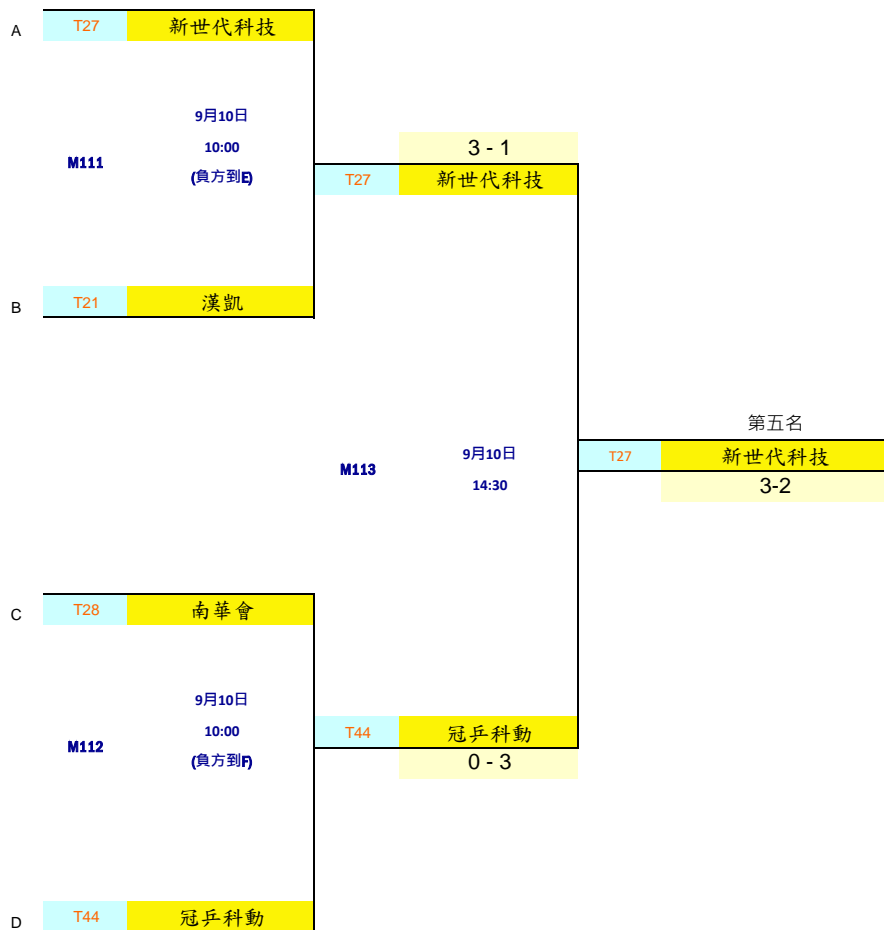 A T27 新世代科技
9月10日
10:00
M111
(負方到E)
3 - 1
T27 新世代科技
B T21 漢凱
第五名
M113
9月10日
14:30
T27 新世代科技
3-2
C T28 南華會
9月10日
10:00
M112
(負方到F)
T44 冠乒科動
0 - 3
D T44 冠乒科動